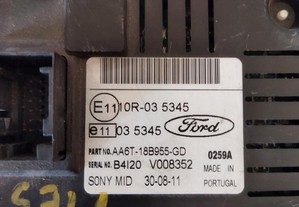 E11 10R-03 5345
e11 03 5345
Ford
PART NO. AA6T-18B955-GD
0259A
SERIAL NO. B4I20 V008352
MADE IN
SONY MID 30-08-11
PORTUGAL